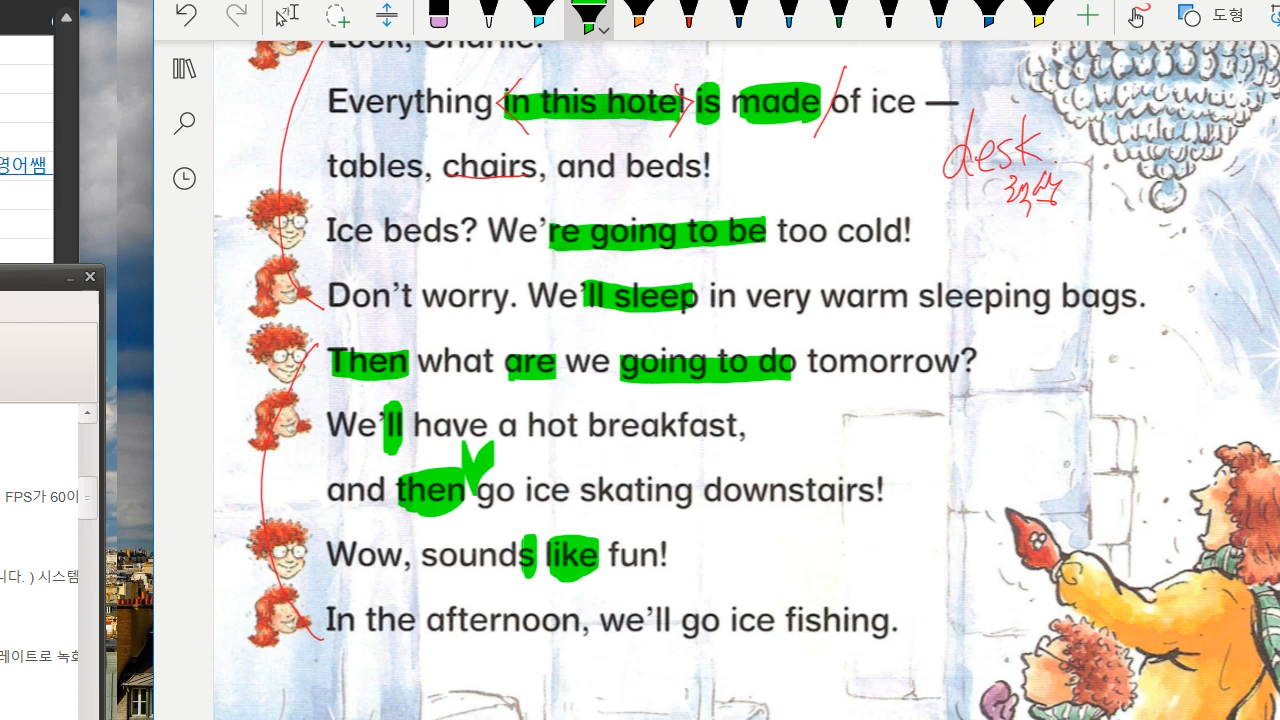 도형
Look, Charlie!
Everything in this hotel is made of ice —
desk.
책상
tables, chairs, and beds!
Ice beds? We're going to be too cold!
Don't worry. We'll sleep in very warm sleeping bags.
Then what are we going to do tomorrow?
We'll have a hot breakfast,
and then go ice skating downstairs!
Wow, sounds like fun!
In the afternoon, we'll go ice fishing.
영어쌤
FPS가 60이
니다. ) 시스템
레이로 녹화